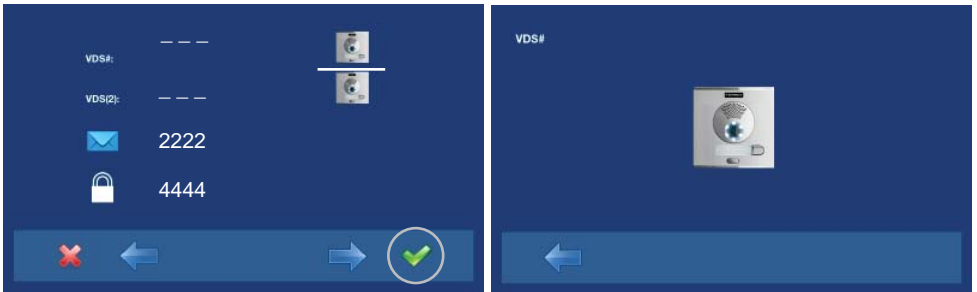 VDS#:
— — —
VDS(2):
— — —
2222
4444
VDS#